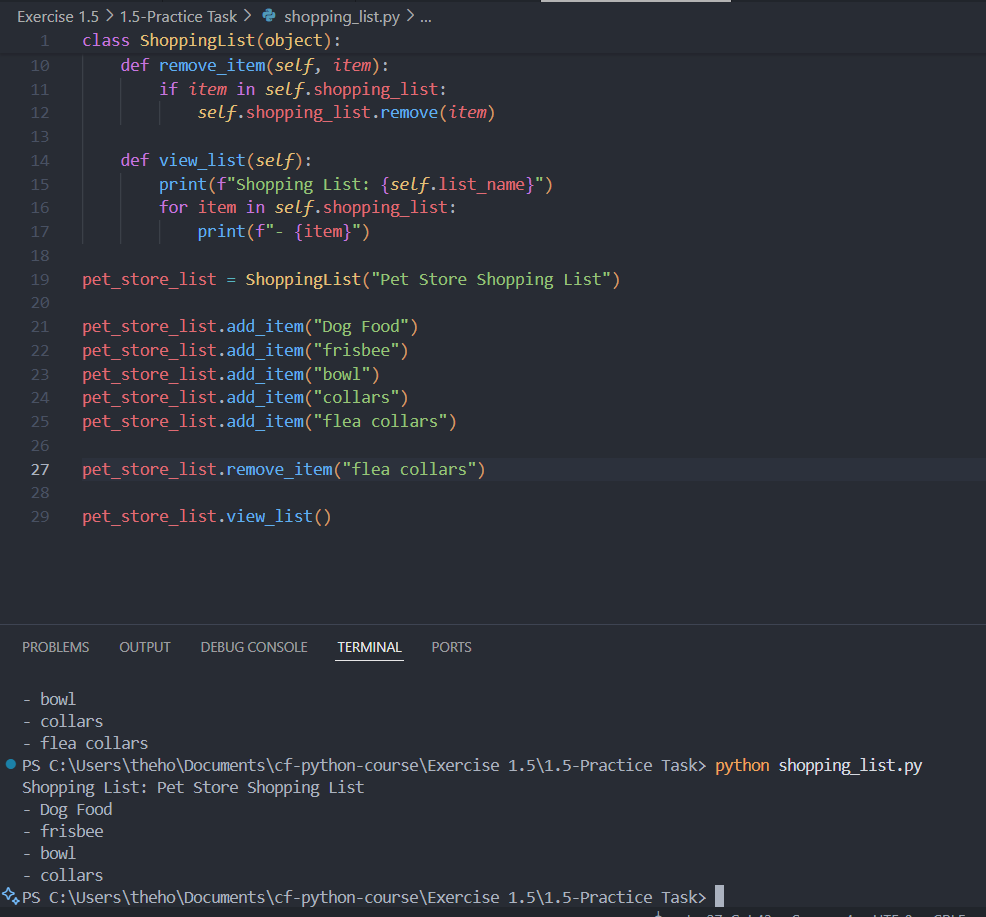 Exercise 1.5 > 1.5-Practice Task > shopping_list.py > ...
1 class ShoppingList(object):
10     def remove_item(self, item):
11         if item in self.shopping_list:
12             self.shopping_list.remove(item)
13
14     def view_list(self):
15         print(f"Shopping List: {self.list_name}")
16         for item in self.shopping_list:
17             print(f"- {item}")
18
19 pet_store_list = ShoppingList("Pet Store Shopping List")
20
21 pet_store_list.add_item("Dog Food")
22 pet_store_list.add_item("frisbee")
23 pet_store_list.add_item("bowl")
24 pet_store_list.add_item("collars")
25 pet_store_list.add_item("flea collars")
26
27 pet_store_list.remove_item("flea collars")
28
29 pet_store_list.view_list()
PROBLEMS OUTPUT DEBUG CONSOLE TERMINAL PORTS
- bowl
- collars
- flea collars
PS C:\Users\theho\Documents\cf-python-course\Exercise 1.5\1.5-Practice Task> python shopping_list.py
Shopping List: Pet Store Shopping List
- Dog Food
- frisbee
- bowl
- collars
PS C:\Users\theho\Documents\cf-python-course\Exercise 1.5\1.5-Practice Task>